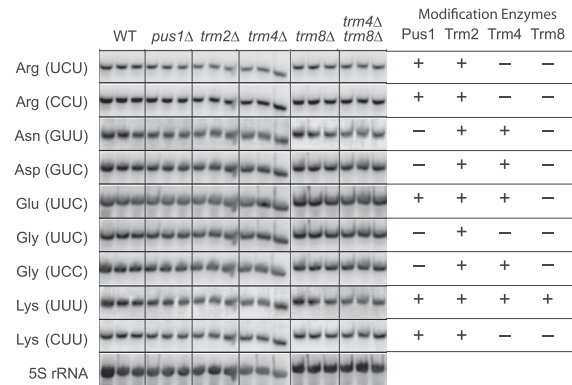 Modification Enzymes
WT pus1Δ trm2Δ trm4Δ trm8Δ trm4Δ trm8Δ Pus1 Trm2 Trm4 Trm8
Arg (UCU) + + – –
Arg (CCU) + + – –
Asn (GUU) – + + –
Asp (GUC) – + + –
Glu (UUC) + + + –
Gly (UUC) – + – –
Gly (UCC) – + + –
Lys (UUU) + + + +
Lys (CUU) + + – –
5S rRNA